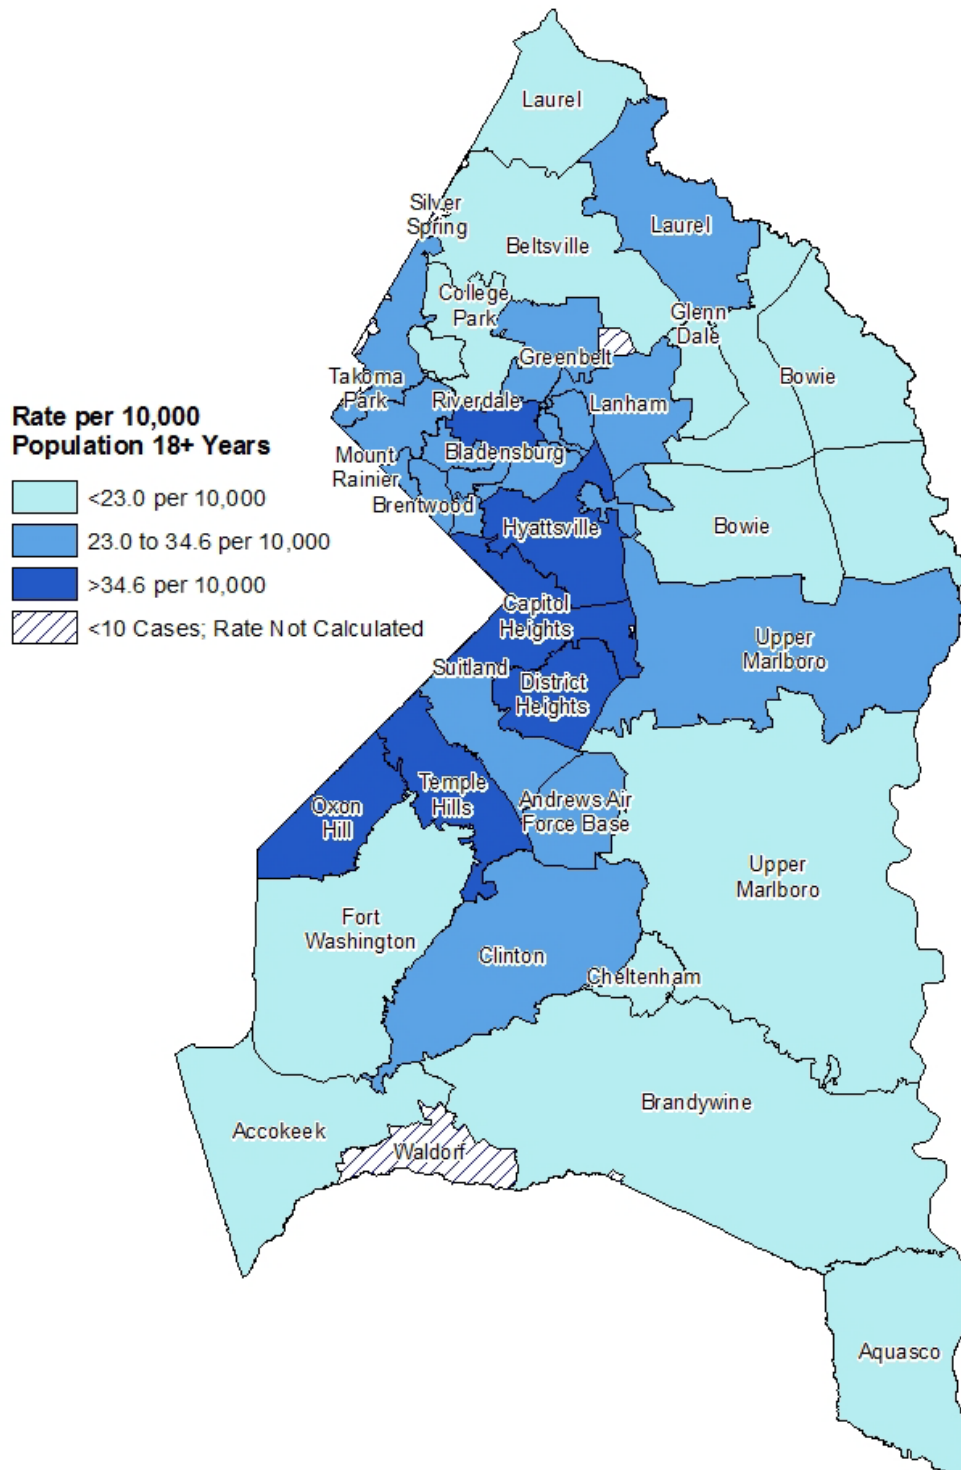 Laurel
Silver
Spring
Laurel
Beltsville
College
Park
Glenn
Dale
Greenbelt
Bowie
Takoma
Park
Riverdale
Lanham
Rate per 10,000
Population 18+ Years
<23.0 per 10,000
23.0 to 34.6 per 10,000
>34.6 per 10,000
<10 Cases; Rate Not Calculated
Mount
Rainier
Bladensburg
Brentwood
Hyattsville
Bowie
Capitol
Heights
Upper
Marlboro
Suitland
District
Heights
Temple
Hills
Oxon
Hill
Andrews Air
Force Base
Upper
Marlboro
Fort
Washington
Clinton
Cheltenham
Brandywine
Accokeek
Waldorf
Aquasco